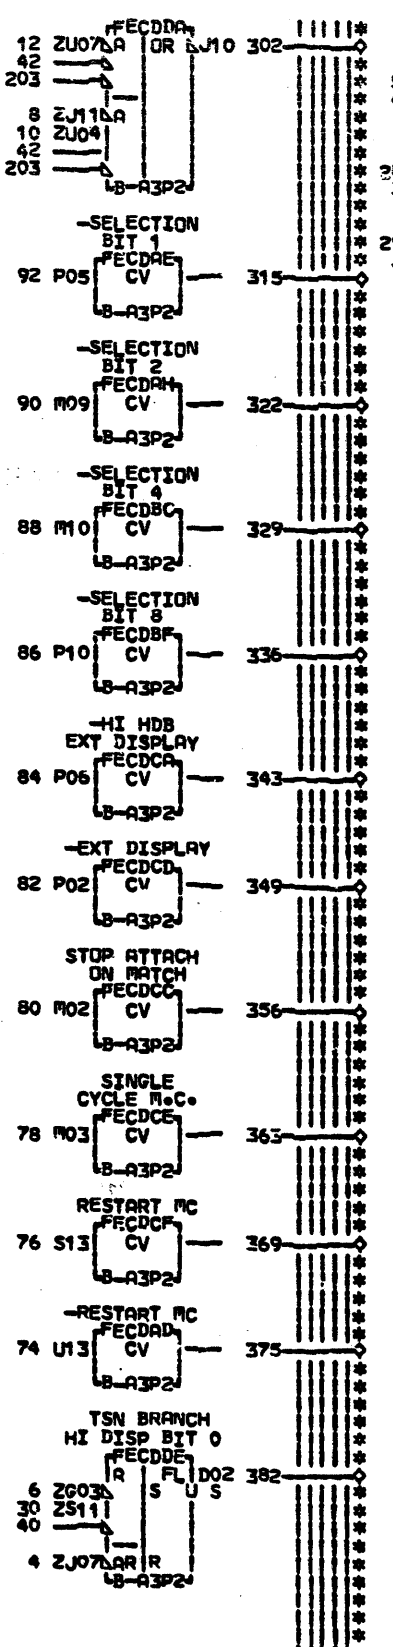 FECDDA
12 ZU07 A OR J10 302
42
203
8 ZJ11 A
10 ZU04
42
203
B-A3P2
-SELECTION
BIT 1
FECDAE
92 P05 CV 315
B-A3P2
-SELECTION
BIT 2
FECDAH
90 M09 CV 322
B-A3P2
-SELECTION
BIT 4
FECDBC
88 M10 CV 329
B-A3P2
-SELECTION
BIT 8
FECDBF
86 P10 CV 336
B-A3P2
-HI HDB
EXT DISPLAY
FECDCA
84 P06 CV 343
B-A3P2
-EXT DISPLAY
FECDCD
82 P02 CV 349
B-A3P2
STOP ATTACH
ON MATCH
FECDCC
80 M02 CV 356
B-A3P2
SINGLE
CYCLE M.C.
FECDCE
78 M03 CV 363
B-A3P2
RESTART MC
FECDCF
76 S13 CV 369
B-A3P2
-RESTART MC
FECDAD
74 U13 CV 375
B-A3P2
TSN BRANCH
HI DISP BIT 0
FECDDE
R FL D02 382
6 ZG03 S U S
30 ZS11
40
4 ZJ07 AR R
B-A3P2